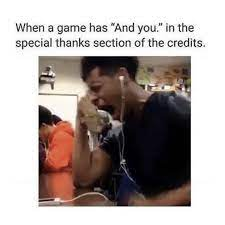 When a game has “And you.” in the
special thanks section of the credits.